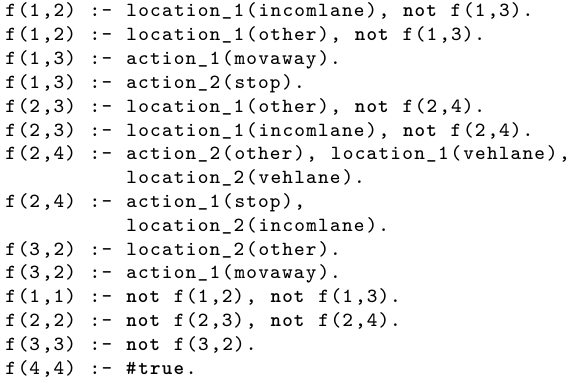 f(1,2) :- location_1(incomlane), not f(1,3).
f(1,2) :- location_1(other), not f(1,3).
f(1,3) :- action_1(movaway).
f(1,3) :- action_2(stop).
f(2,3) :- location_1(other), not f(2,4).
f(2,3) :- location_1(incomlane), not f(2,4).
f(2,4) :- action_2(other), location_1(vehlane),
          location_2(vehlane).
f(2,4) :- action_1(stop),
          location_2(incomlane).
f(3,2) :- location_2(other).
f(3,2) :- action_1(movaway).
f(1,1) :- not f(1,2), not f(1,3).
f(2,2) :- not f(2,3), not f(2,4).
f(3,3) :- not f(3,2).
f(4,4) :- #true.